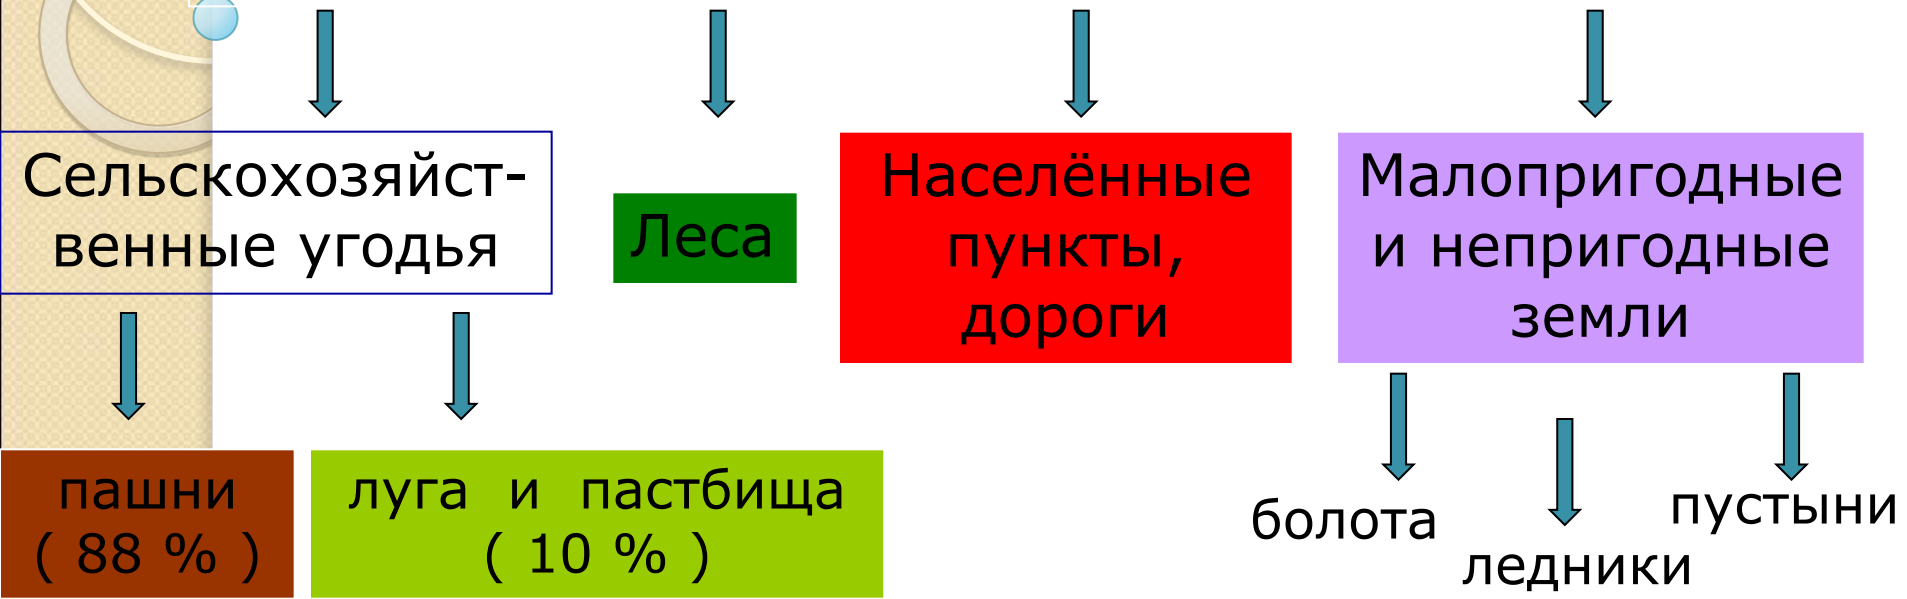 Сельскохозяйст-
венные угодья
Леса
Населённые
пункты,
дороги
Малопригодные
и непригодные
земли
пашни
( 88 % )
луга и пастбища
( 10 % )
болота
ледники
пустыни